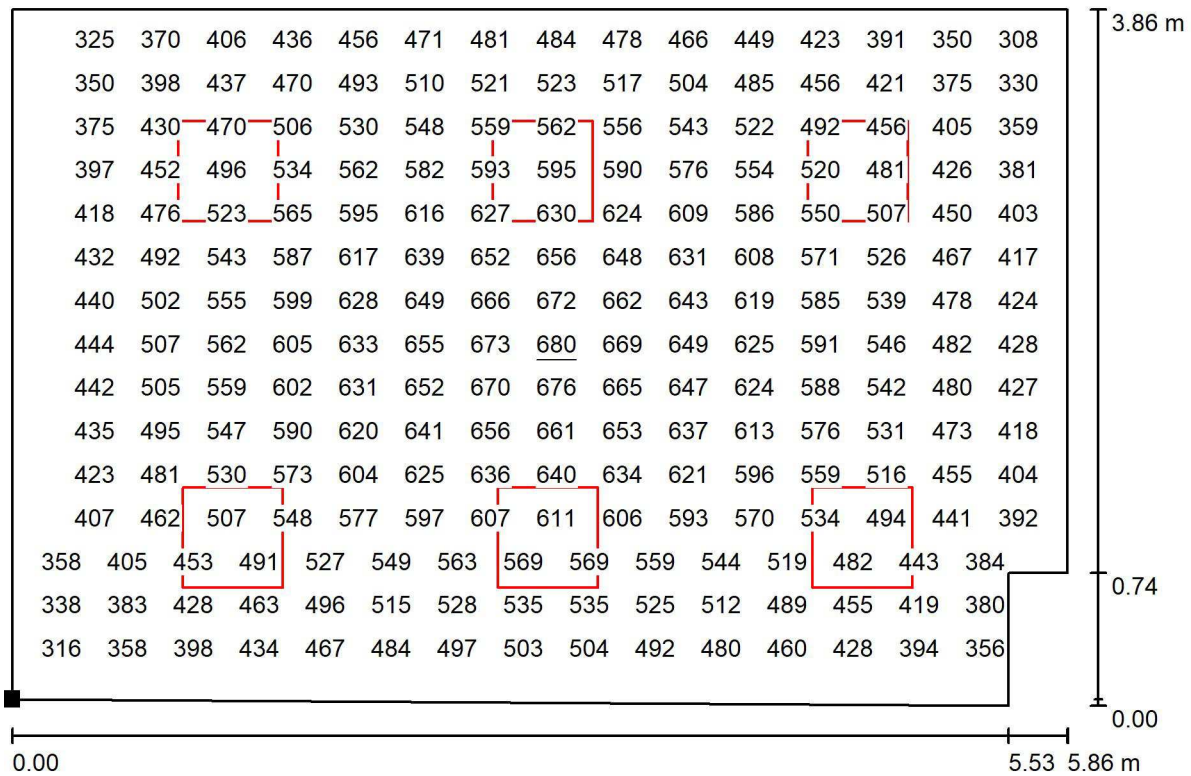 3.86 m
325 370 406 436 456 471 481 484 478 466 449 423 391 350 308
350 398 437 470 493 510 521 523 517 504 485 456 421 375 330
375 430 470 506 530 548 559 562 556 543 522 492 456 405 359
397 452 496 534 562 582 593 595 590 576 554 520 481 426 381
418 476 523 565 595 616 627 630 624 609 586 550 507 450 403
432 492 543 587 617 639 652 656 648 631 608 571 526 467 417
440 502 555 599 628 649 666 672 662 643 619 585 539 478 424
444 507 562 605 633 655 673 680 669 649 625 591 546 482 428
442 505 559 602 631 652 670 676 665 647 624 588 542 480 427
435 495 547 590 620 641 656 661 653 637 613 576 531 473 418
423 481 530 573 604 625 636 640 634 621 596 559 516 455 404
407 462 507 548 577 597 607 611 606 593 570 534 494 441 392
358 405 453 491 527 549 563 569 569 559 544 519 482 443 384
0.74
338 383 428 463 496 515 528 535 535 525 512 489 455 419 380
316 358 398 434 467 484 497 503 504 492 480 460 428 394 356
0.00
0.00 5.53 5.86 m